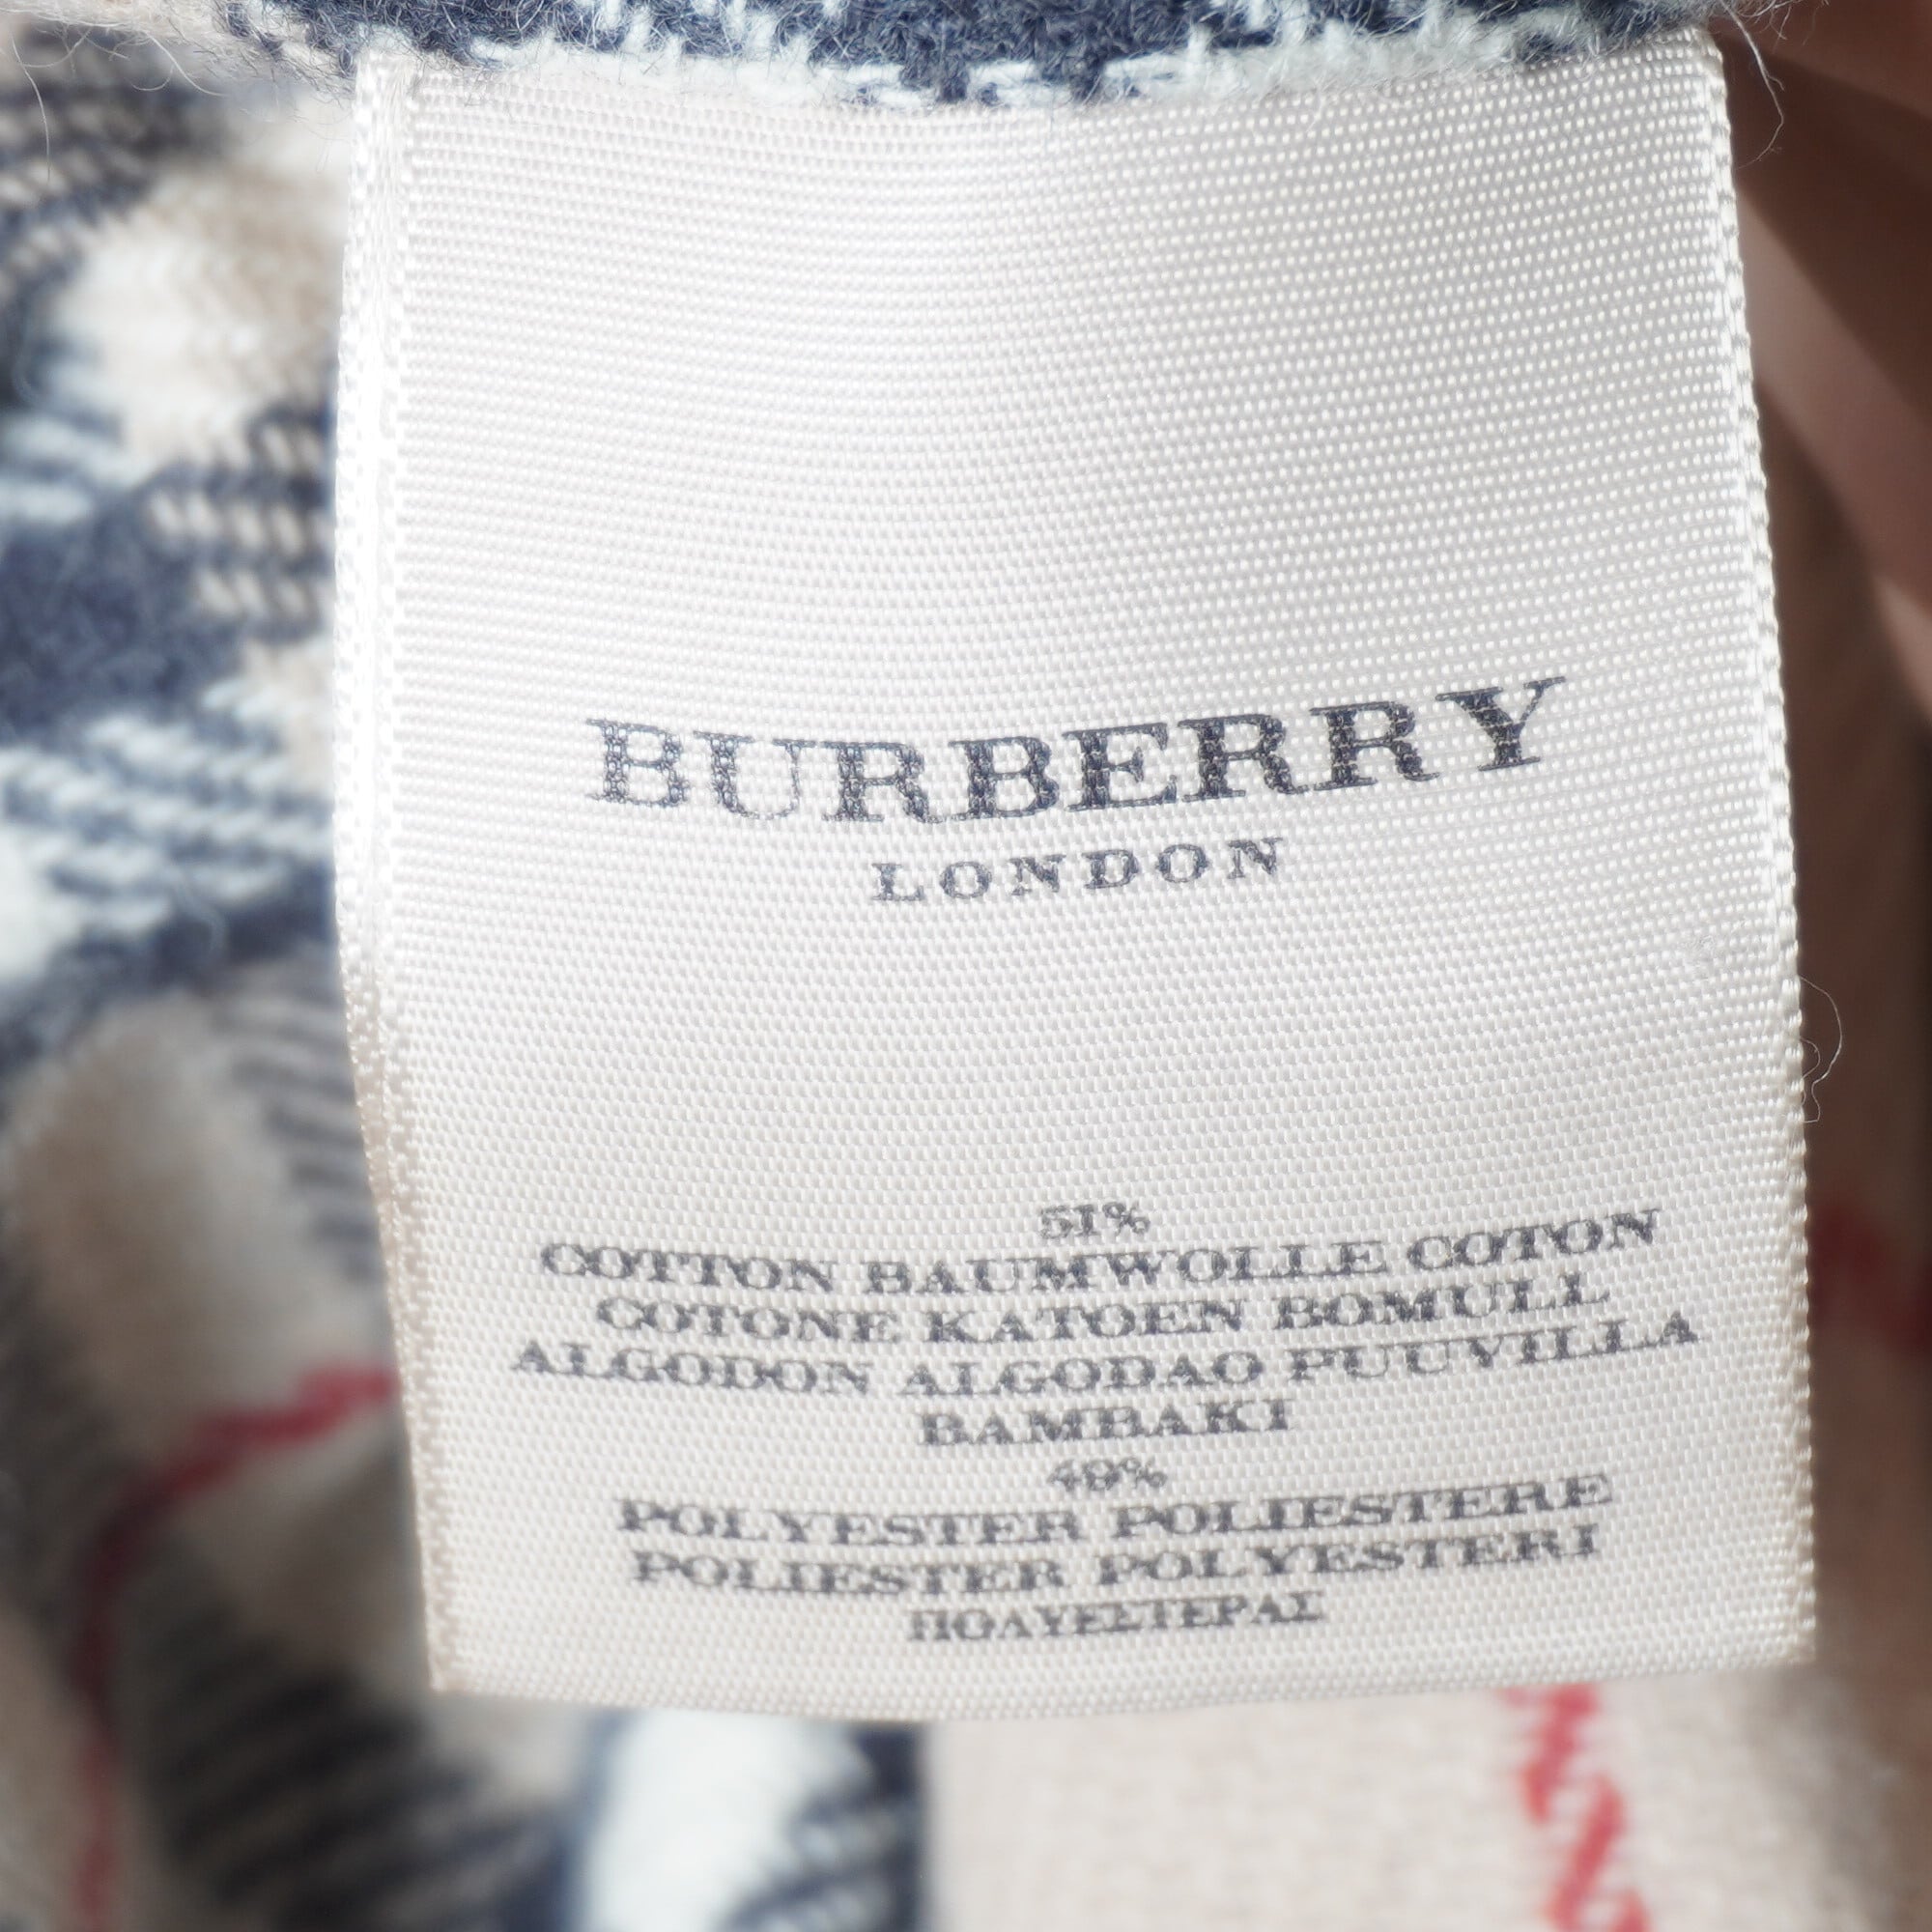 BURBERRY
LONDON
51%
COTTON BAUMWOLLE COTON
COTONE KATOEN BOMULL
ALGODON ALGODAO PUUVILLA
BAMBAKI
49%
POLYESTER POLIESTERE
POLIESTER POLYESTERI
ΠΟΛΥΕΣΤΕΡΑΣ